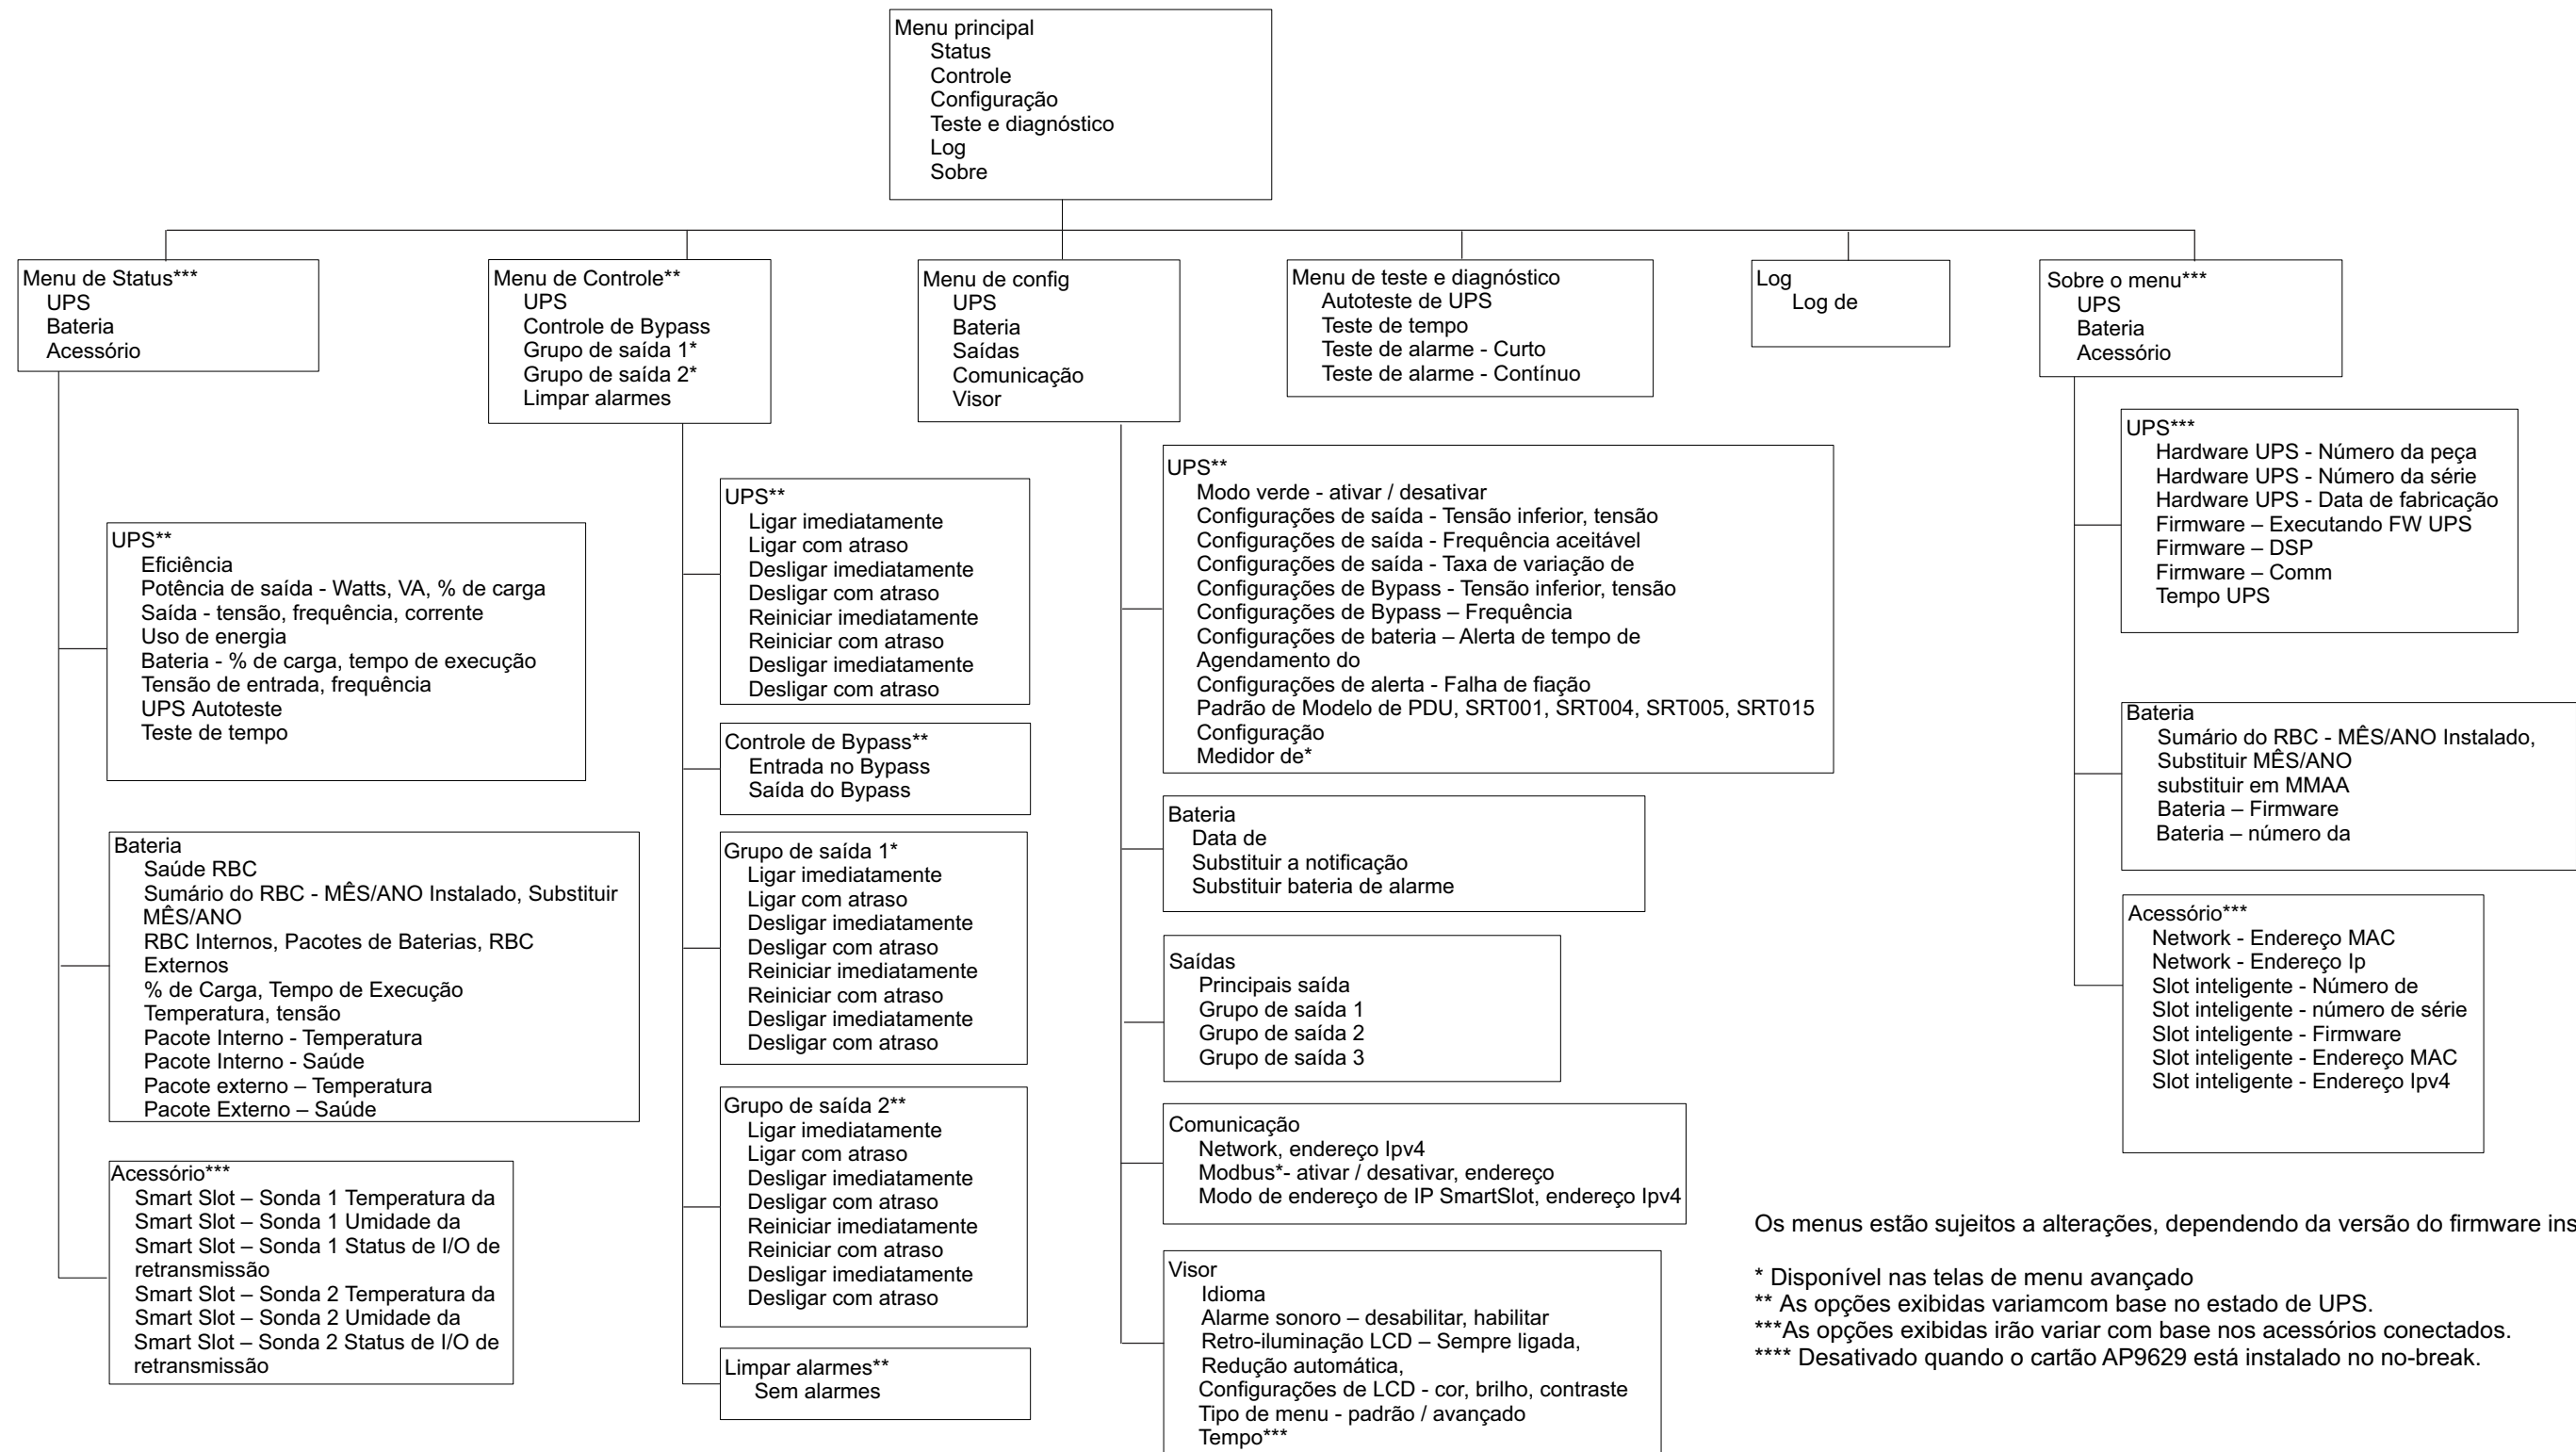 Menu principal
Status
Controle
Configuração
Teste e diagnóstico
Log
Sobre
Menu de Status***
UPS
Bateria
Acessório
UPS**
Eficiência
Potência de saída - Watts, VA, % de carga
Saída - tensão, frequência, corrente
Uso de energia
Bateria - % de carga, tempo de execução
Tensão de entrada, frequência
UPS Autoteste
Teste de tempo
Bateria
Saúde RBC
Sumário do RBC - MÊS/ANO Instalado, Substituir
MÊS/ANO
RBC Internos, Pacotes de Baterias, RBC
Externos
% de Carga, Tempo de Execução
Temperatura, tensão
Pacote Interno - Temperatura
Pacote Interno - Saúde
Pacote externo – Temperatura
Pacote Externo – Saúde
Acessório***
Smart Slot – Sonda 1 Temperatura da
Smart Slot – Sonda 1 Umidade da
Smart Slot – Sonda 1 Status de I/O de
retransmissão
Smart Slot – Sonda 2 Temperatura da
Smart Slot – Sonda 2 Umidade da
Smart Slot – Sonda 2 Status de I/O de
retransmissão
Menu de Controle**
UPS
Controle de Bypass
Grupo de saída 1*
Grupo de saída 2*
Limpar alarmes
UPS**
Ligar imediatamente
Ligar com atraso
Desligar imediatamente
Desligar com atraso
Reiniciar imediatamente
Reiniciar com atraso
Desligar imediatamente
Desligar com atraso
Controle de Bypass**
Entrada no Bypass
Saída do Bypass
Grupo de saída 1*
Ligar imediatamente
Ligar com atraso
Desligar imediatamente
Desligar com atraso
Reiniciar imediatamente
Reiniciar com atraso
Desligar imediatamente
Desligar com atraso
Grupo de saída 2**
Ligar imediatamente
Ligar com atraso
Desligar imediatamente
Desligar com atraso
Reiniciar imediatamente
Reiniciar com atraso
Desligar imediatamente
Desligar com atraso
Limpar alarmes**
Sem alarmes
Menu de config
UPS
Bateria
Saídas
Comunicação
Visor
UPS**
Modo verde - ativar / desativar
Configurações de saída - Tensão inferior, tensão
Configurações de saída - Frequência aceitável
Configurações de saída - Taxa de variação de
Configurações de Bypass - Tensão inferior, tensão
Configurações de Bypass – Frequência
Configurações de bateria – Alerta de tempo de
Agendamento do
Configurações de alerta - Falha de fiação
Padrão de Modelo de PDU, SRT001, SRT004, SRT005, SRT015
Configuração
Medidor de*
Bateria
Data de
Substituir a notificação
Substituir bateria de alarme
Saídas
Principais saída
Grupo de saída 1
Grupo de saída 2
Grupo de saída 3
Comunicação
Network, endereço Ipv4
Modbus*- ativar / desativar, endereço
Modo de endereço de IP SmartSlot, endereço Ipv4
Visor
Idioma
Alarme sonoro – desabilitar, habilitar
Retro-iluminação LCD – Sempre ligada,
Redução automática,
Configurações de LCD - cor, brilho, contraste
Tipo de menu - padrão / avançado
Tempo***
Menu de teste e diagnóstico
Autoteste de UPS
Teste de tempo
Teste de alarme - Curto
Teste de alarme - Contínuo
Log
Log de
Sobre o menu***
UPS
Bateria
Acessório
UPS***
Hardware UPS - Número da peça
Hardware UPS - Número da série
Hardware UPS - Data de fabricação
Firmware – Executando FW UPS
Firmware – DSP
Firmware – Comm
Tempo UPS
Bateria
Sumário do RBC - MÊS/ANO Instalado,
Substituir MÊS/ANO
substituir em MMAA
Bateria – Firmware
Bateria – número da
Acessório***
Network - Endereço MAC
Network - Endereço Ip
Slot inteligente - Número de
Slot inteligente - número de série
Slot inteligente - Firmware
Slot inteligente - Endereço MAC
Slot inteligente - Endereço Ipv4
Os menus estão sujeitos a alterações, dependendo da versão do firmware ins
* Disponível nas telas de menu avançado
** As opções exibidas variamcom base no estado de UPS.
***As opções exibidas irão variar com base nos acessórios conectados.
**** Desativado quando o cartão AP9629 está instalado no no-break.